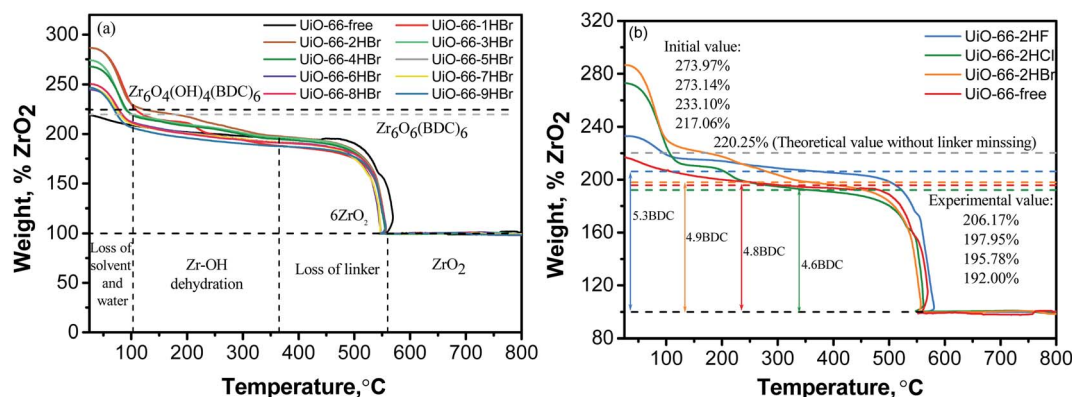 (a)
UiO-66-free
UiO-66-1HBr
UiO-66-2HBr
UiO-66-3HBr
UiO-66-4HBr
UiO-66-5HBr
UiO-66-6HBr
UiO-66-7HBr
UiO-66-8HBr
UiO-66-9HBr
Zr6O4(OH)4(BDC)6
Zr6O6(BDC)6
6ZrO2
Loss of
solvent
and
water
Zr-OH
dehydration
Loss of linker
ZrO2
Weight, % ZrO2
300
250
200
150
100
50
0
100 200 300 400 500 600 700 800
Temperature,°C
(b)
Initial value:
273.97%
273.14%
233.10%
217.06%
UiO-66-2HF
UiO-66-2HCl
UiO-66-2HBr
UiO-66-free
220.25% (Theoretical value without linker minssing)
5.3BDC
4.9BDC
4.8BDC
4.6BDC
Experimental value:
206.17%
197.95%
195.78%
192.00%
Weight, % ZrO2
320
280
240
200
160
120
80
100 200 300 400 500 600 700 800
Temperature,°C